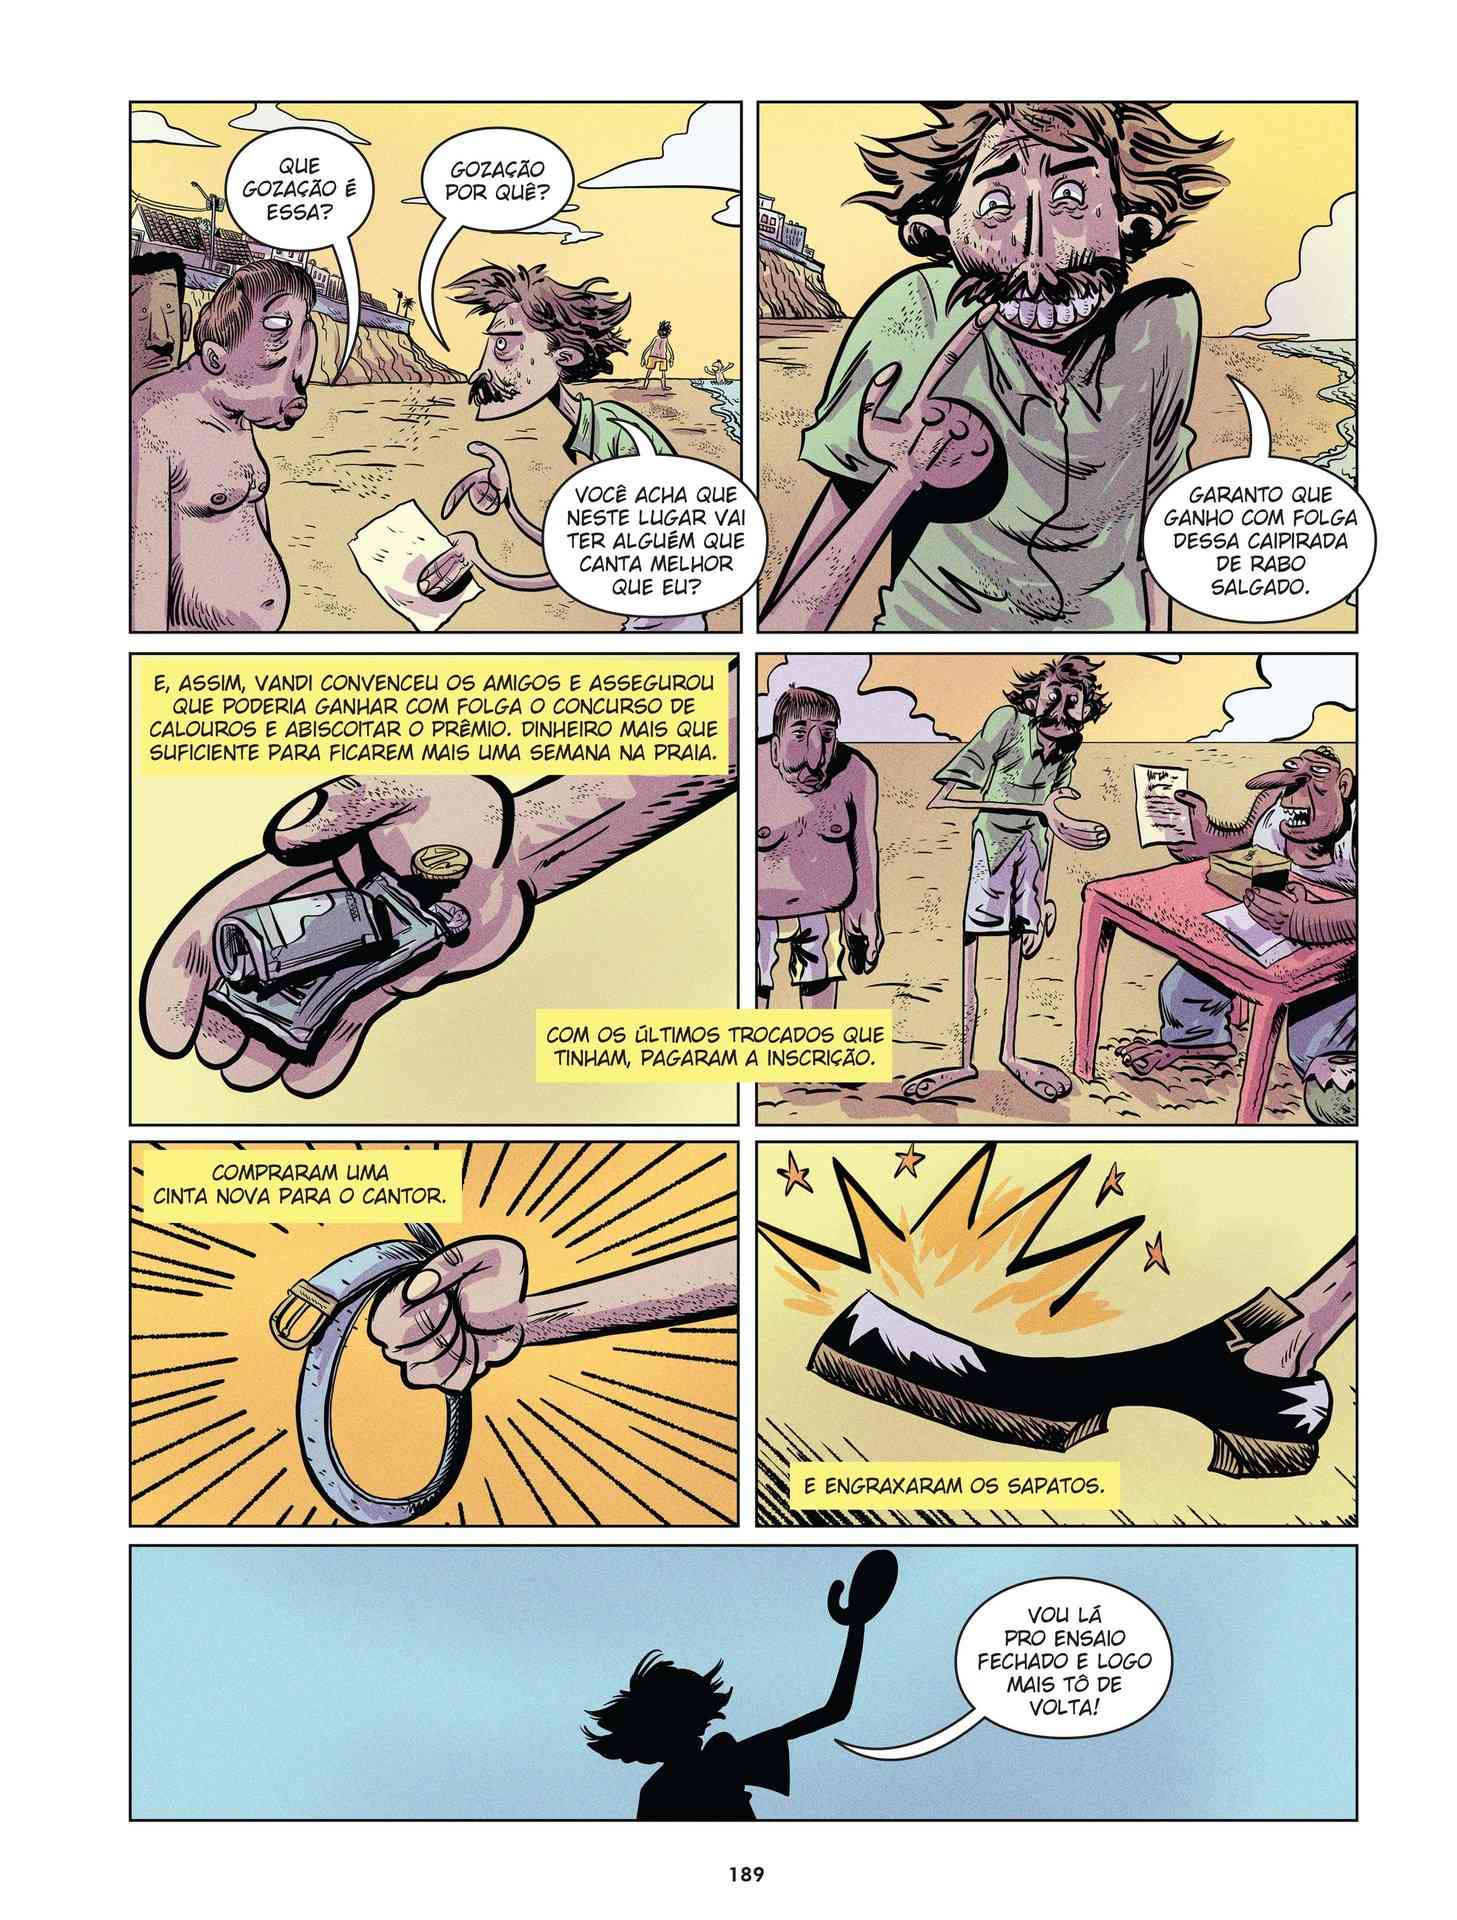 QUE
GOZAÇÃO É
ESSA?
GOZAÇÃO
POR QUÊ?
VOCÊ ACHA QUE
NESTE LUGAR VAI
TER ALGUÉM QUE
CANTA MELHOR
QUE EU?
GARANTO QUE
GANHO COM FOLGA
DESSA CAIPIRADA
DE RABO
SALGADO.
E, ASSIM, VANDI CONVENCEU OS AMIGOS E ASSEGUROU
QUE PODERIA GANHAR COM FOLGA O CONCURSO DE
CALOUROS E ABISCOITAR O PRÊMIO. DINHEIRO MAIS QUE
SUFICIENTE PARA FICAREM MAIS UMA SEMANA NA PRAIA.
COM OS ÚLTIMOS TROCADOS QUE
TINHAM, PAGARAM A INSCRIÇÃO.
COMPRARAM UMA
CINTA NOVA PARA O CANTOR.
E ENGRAXARAM OS SAPATOS.
VOU LÁ
PRO ENSAIO
FECHADO E LOGO
MAIS TÔ DE
VOLTA!
189